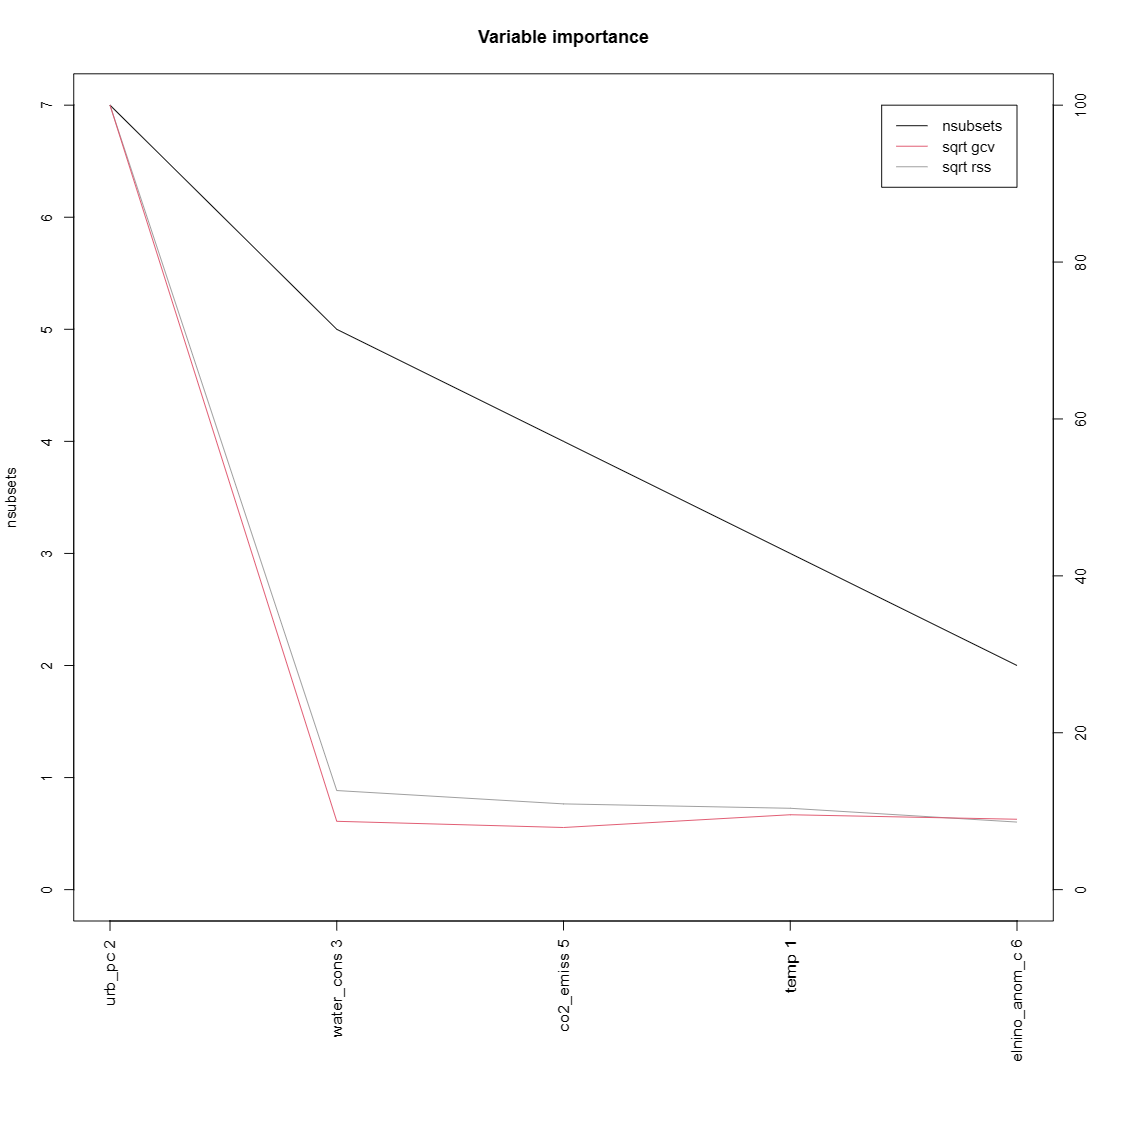 Variable importance
nsubsets
7
6
5
4
3
2
1
0
100
80
60
40
20
0
nsubsets
sqrt gcv
sqrt rss
urb_pc 2
water_cons 3
co2_emiss 5
temp 1
elnino_anom_c 6